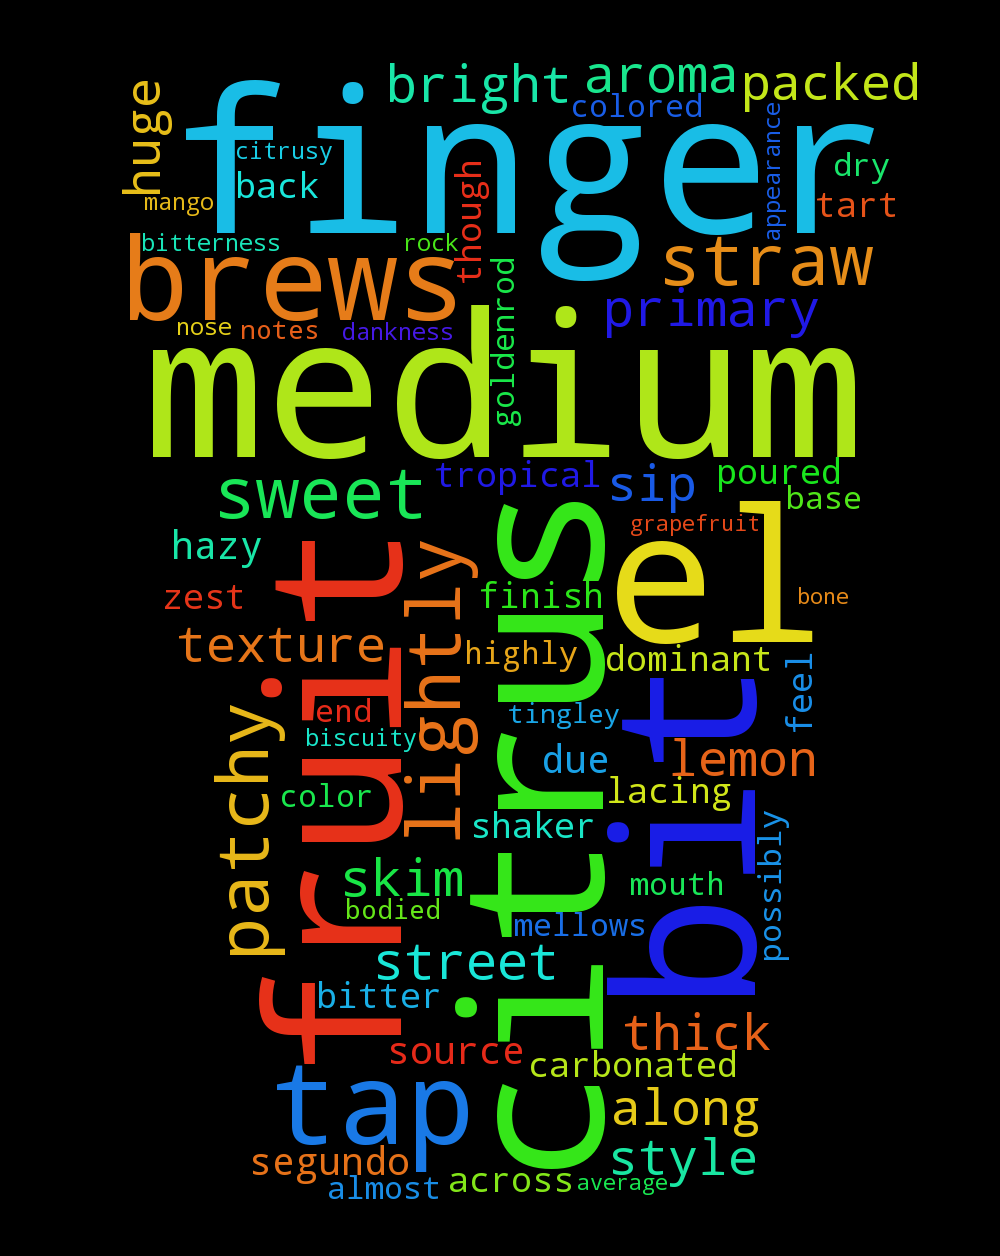 bright
aroma
packed
huge
finger
colored
appearance
citrusy
back
mango
dry
tart
though
bitterness
rock
brews
straw
goldenrod
primary
nose
notes
dankness
medium
sweet
tropical
sip
poured
base
grapefruit
hazy
fruit
lightly
citrus
el
zest
finish
bone
texture
highly
dominant
feel
patchy
end
tingley
bit
biscuity
due
lemon
color
lacing
shaker
possibly
skim
mouth
bodied
mellows
street
bitter
source
thick
carbonated
tap
along
segundo
style
almost
across
average